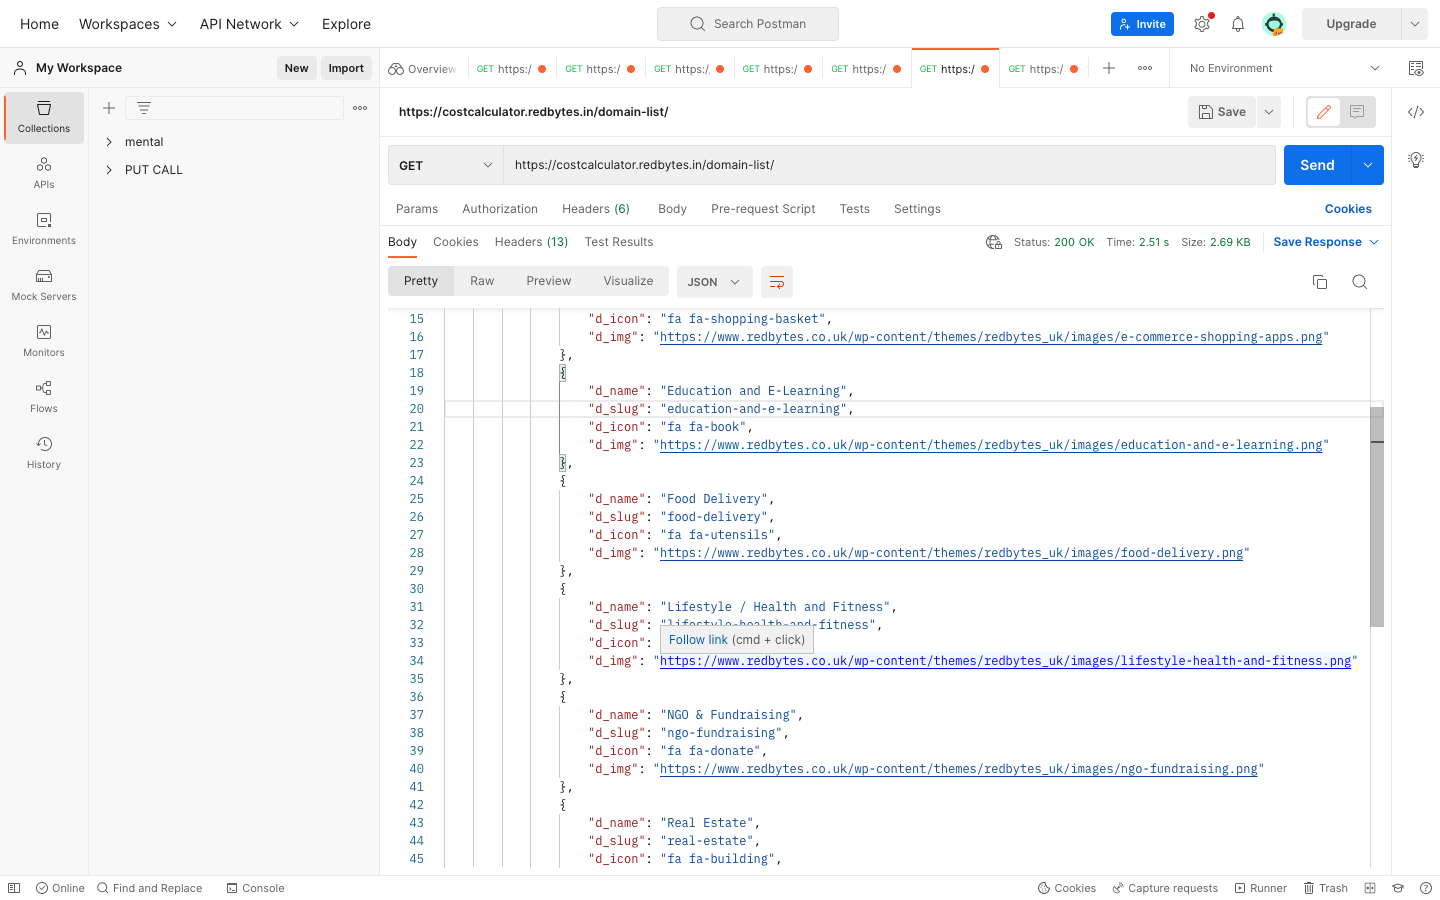 Home Workspaces API Network Explore Search Postman Invite Upgrade
My Workspace New Import Overview GET https:/ GET https:/ GET https:/ GET https:/ GET https:/ GET https:/ GET https:/ No Environment
Collections
APIs
Environments
Mock Servers
Monitors
Flows
History
mental
PUT CALL
https://costcalculator.redbytes.in/domain-list/ Save
GET https://costcalculator.redbytes.in/domain-list/ Send
Params Authorization Headers (6) Body Pre-request Script Tests Settings Cookies
Body Cookies Headers (13) Test Results Status: 200 OK Time: 2.51 s Size: 2.69 KB Save Response
Pretty Raw Preview Visualize JSON
15 "d_icon": "fa fa-shopping-basket",
16 "d_img": "https://www.redbytes.co.uk/wp-content/themes/redbytes_uk/images/e-commerce-shopping-apps.png"
17 },
18 {
19 "d_name": "Education and E-Learning",
20 "d_slug": "education-and-e-learning",
21 "d_icon": "fa fa-book",
22 "d_img": "https://www.redbytes.co.uk/wp-content/themes/redbytes_uk/images/education-and-e-learning.png"
23 },
24 {
25 "d_name": "Food Delivery",
26 "d_slug": "food-delivery",
27 "d_icon": "fa fa-utensils",
28 "d_img": "https://www.redbytes.co.uk/wp-content/themes/redbytes_uk/images/food-delivery.png"
29 },
30 {
31 "d_name": "Lifestyle / Health and Fitness",
32 "d_slug": "lifestyle-health-and-fitness",
Follow link (cmd + click)
33 "d_icon":
34 "d_img": "https://www.redbytes.co.uk/wp-content/themes/redbytes_uk/images/lifestyle-health-and-fitness.png"
35 },
36 {
37 "d_name": "NGO & Fundraising",
38 "d_slug": "ngo-fundraising",
39 "d_icon": "fa fa-donate",
40 "d_img": "https://www.redbytes.co.uk/wp-content/themes/redbytes_uk/images/ngo-fundraising.png"
41 },
42 {
43 "d_name": "Real Estate",
44 "d_slug": "real-estate",
45 "d_icon": "fa fa-building",
Online Find and Replace Console Cookies Capture requests Runner Trash